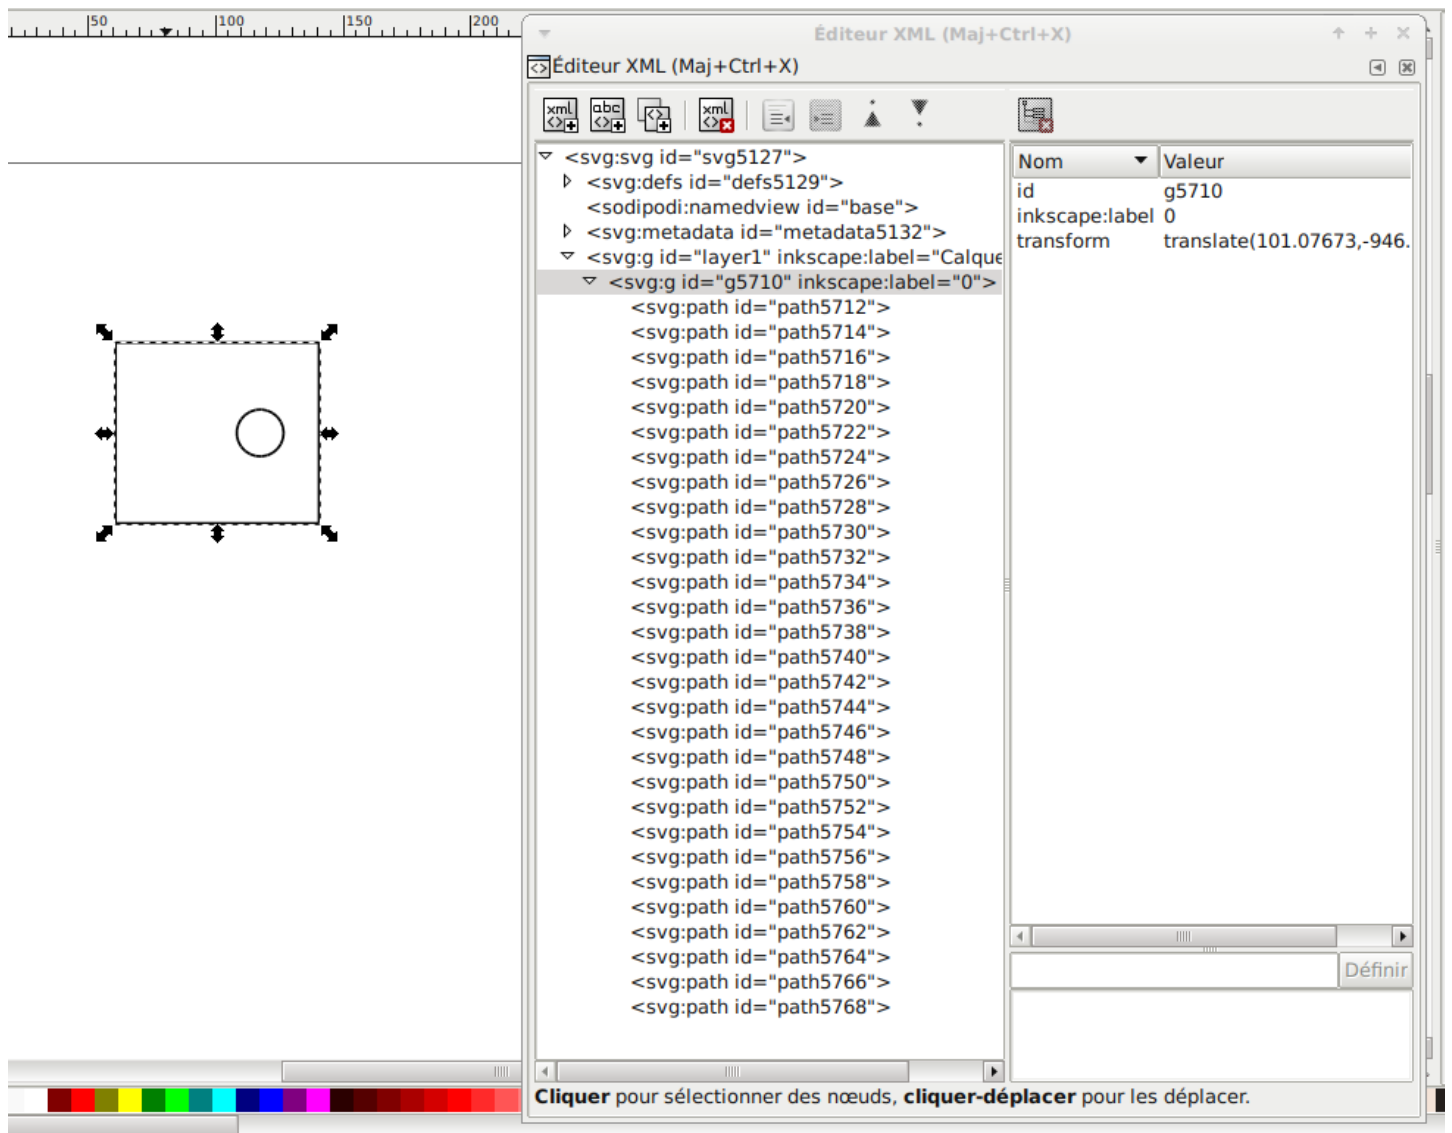 50 100 150 200
Éditeur XML (Maj+Ctrl+X)
Éditeur XML (Maj+Ctrl+X)
xml abc xml
<svg:svg id="svg5127">
<svg:defs id="defs5129">
<sodipodi:namedview id="base">
<svg:metadata id="metadata5132">
<svg:g id="layer1" inkscape:label="Calque
<svg:g id="g5710" inkscape:label="0">
<svg:path id="path5712">
<svg:path id="path5714">
<svg:path id="path5716">
<svg:path id="path5718">
<svg:path id="path5720">
<svg:path id="path5722">
<svg:path id="path5724">
<svg:path id="path5726">
<svg:path id="path5728">
<svg:path id="path5730">
<svg:path id="path5732">
<svg:path id="path5734">
<svg:path id="path5736">
<svg:path id="path5738">
<svg:path id="path5740">
<svg:path id="path5742">
<svg:path id="path5744">
<svg:path id="path5746">
<svg:path id="path5748">
<svg:path id="path5750">
<svg:path id="path5752">
<svg:path id="path5754">
<svg:path id="path5756">
<svg:path id="path5758">
<svg:path id="path5760">
<svg:path id="path5762">
<svg:path id="path5764">
<svg:path id="path5766">
<svg:path id="path5768">
Nom Valeur
id g5710
inkscape:label 0
transform translate(101.07673,-946.
Définir
Cliquer pour sélectionner des nœuds, cliquer-déplacer pour les déplacer.